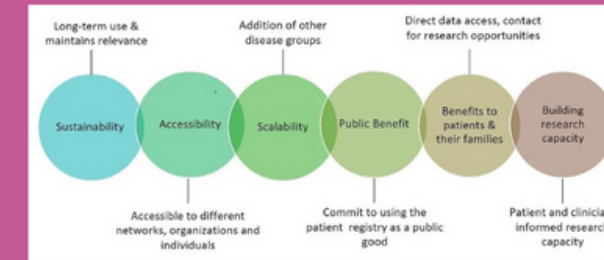 Long-term use &
maintains relevance
Addition of other
disease groups
Direct data access, contact
for research opportunities
Sustainability
Accessibility
Scalability
Public Benefit
Benefits to
patients &
their families
Building
research
capacity
Accessible to different
networks, organizations and
individuals
Commit to using the
patient registry as a public
good
Patient and
informed
capacity